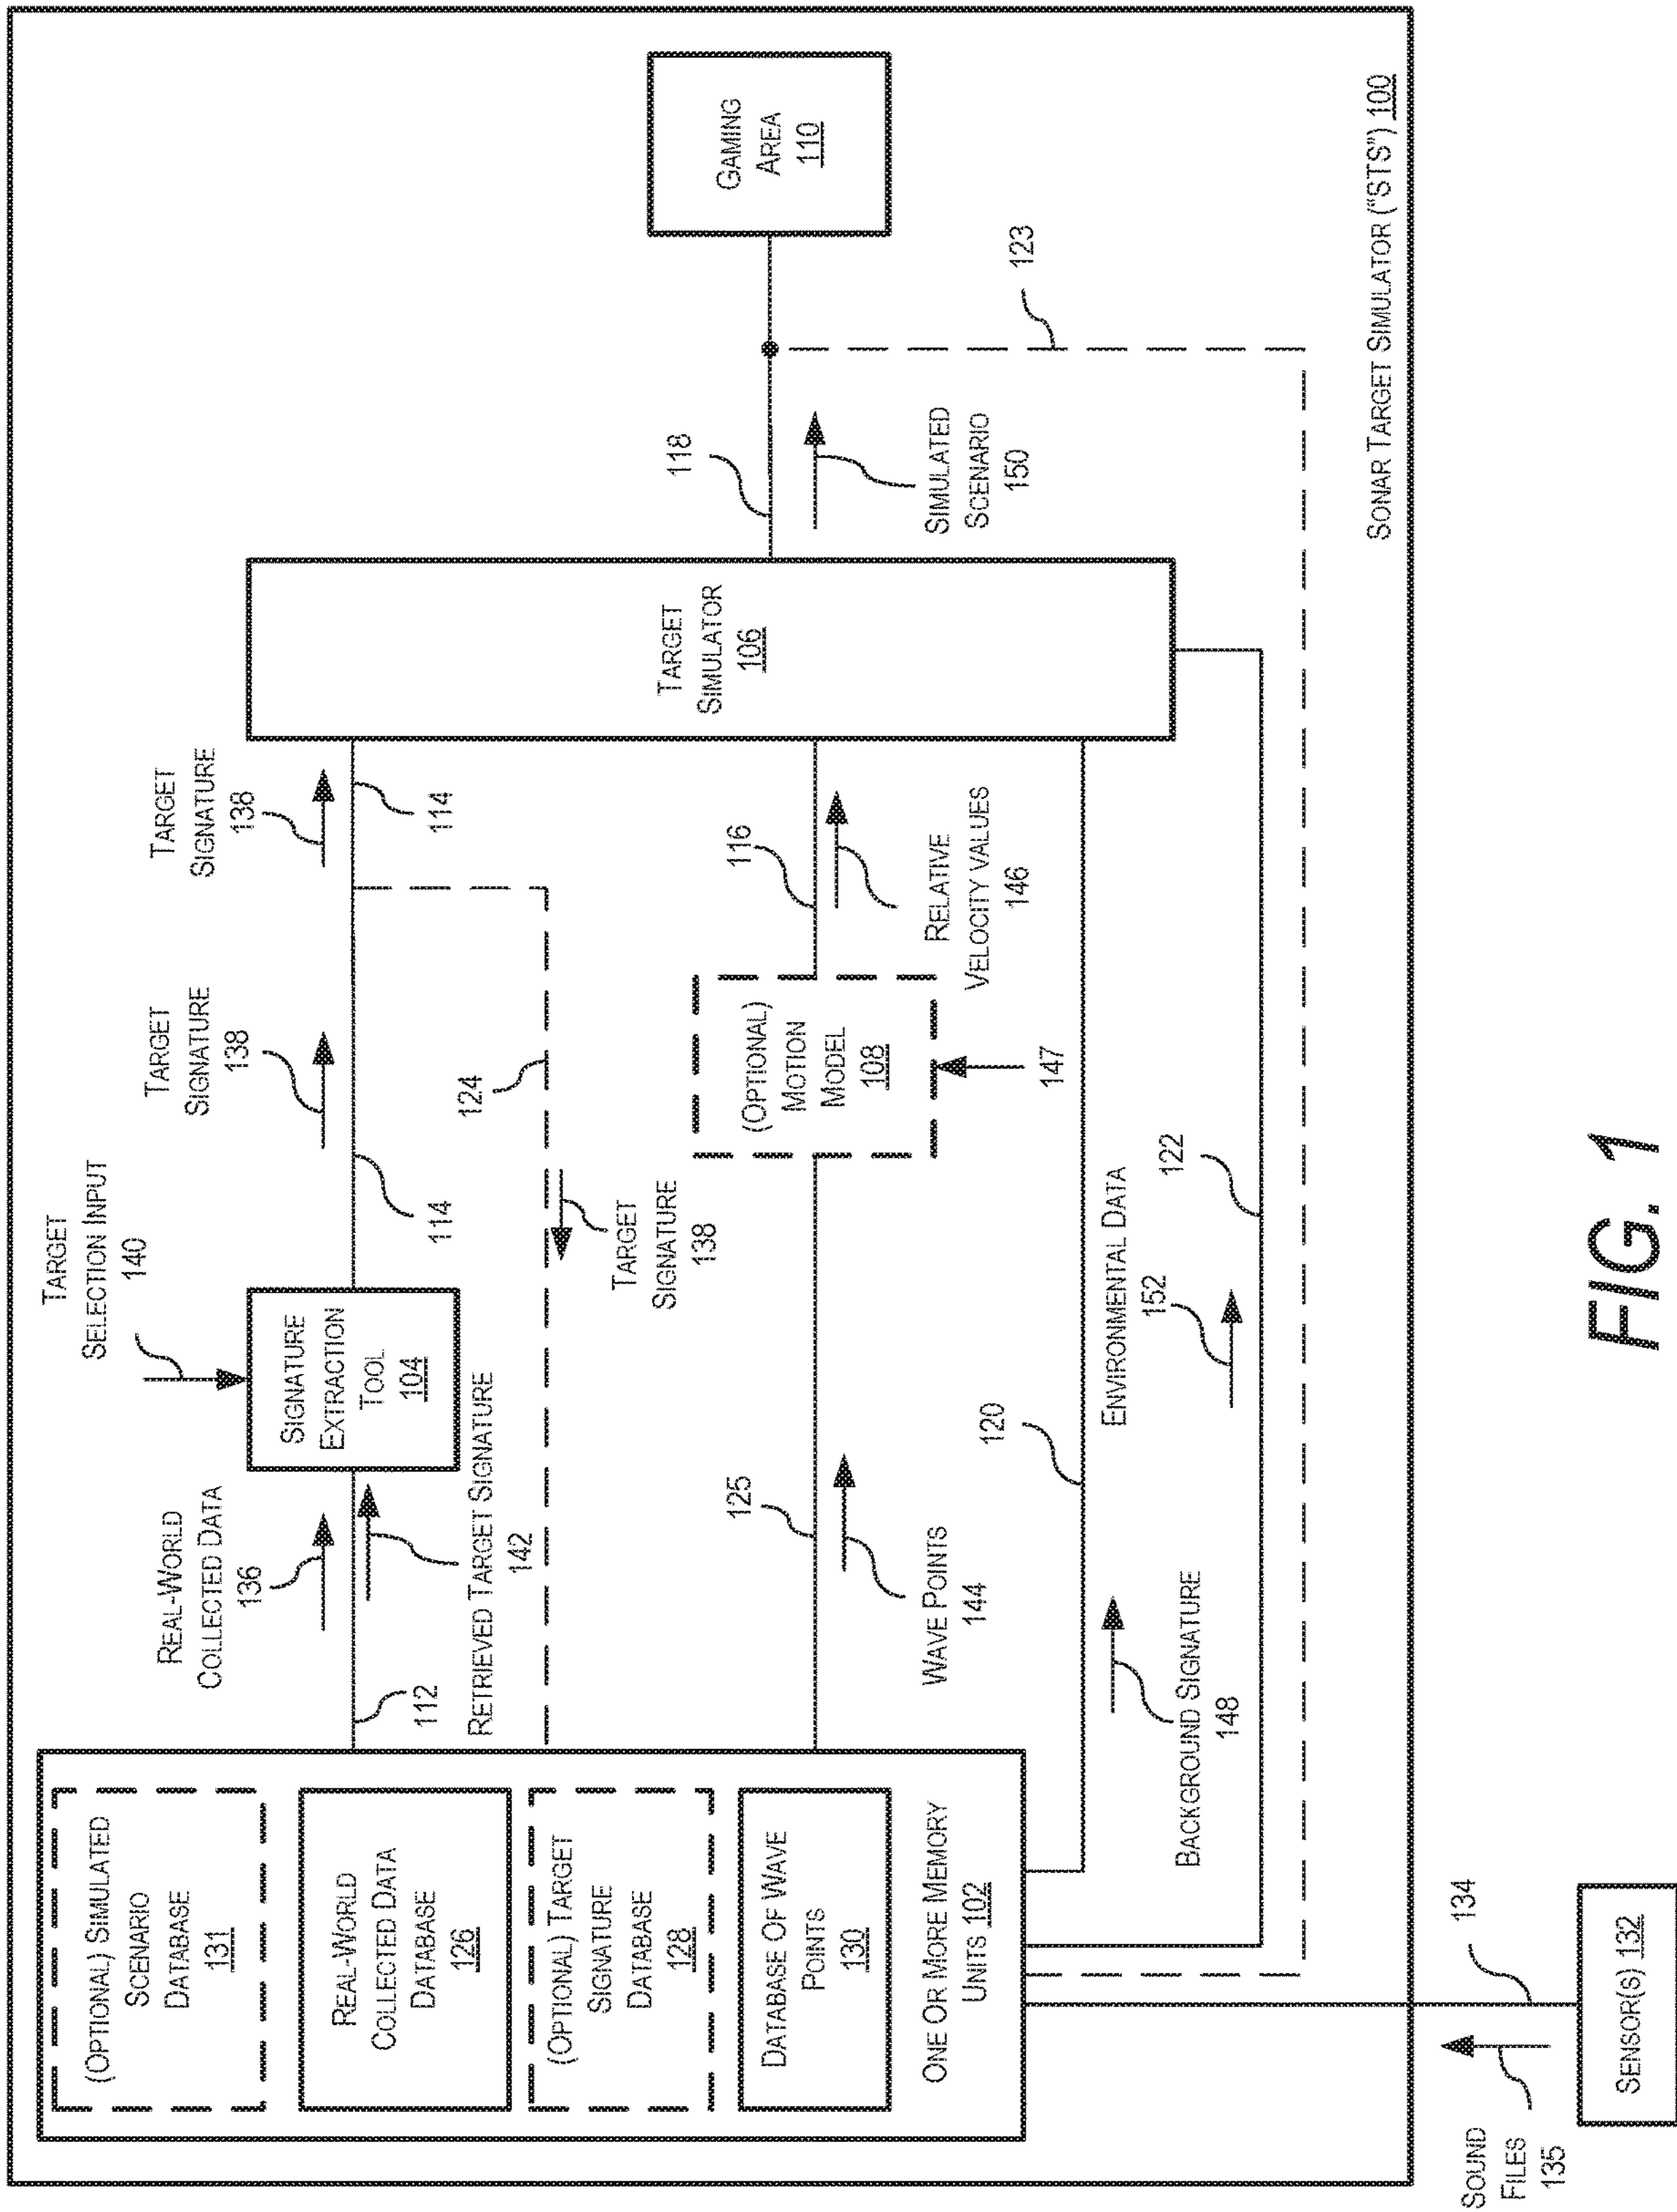 (OPTIONAL) SIMULATED
SCENARIO
DATABASE
131
REAL-WORLD
COLLECTED DATA
DATABASE
126
(OPTIONAL) TARGET
SIGNATURE
DATABASE
128
DATABASE OF WAVE
POINTS
130
ONE OR MORE MEMORY
UNITS 102
SOUND
FILES
135
SENSOR(S) 132
134
REAL-WORLD
COLLECTED DATA
136
112
RETRIEVED TARGET SIGNATURE
142
TARGET
SELECTION INPUT
140
SIGNATURE
EXTRACTION
TOOL
104
114
TARGET
SIGNATURE
138
TARGET
SIGNATURE
138
114
124
TARGET
SIGNATURE
138
125
WAVE POINTS
144
(OPTIONAL)
MOTION
MODEL
108
147
116
RELATIVE
VELOCITY VALUES
146
120
BACKGROUND SIGNATURE
148
ENVIRONMENTAL DATA
152
122
TARGET
SIMULATOR
106
118
SIMULATED
SCENARIO
150
123
GAMING
AREA
110
SONAR TARGET SIMULATOR ("STS") 100
FIG. 1